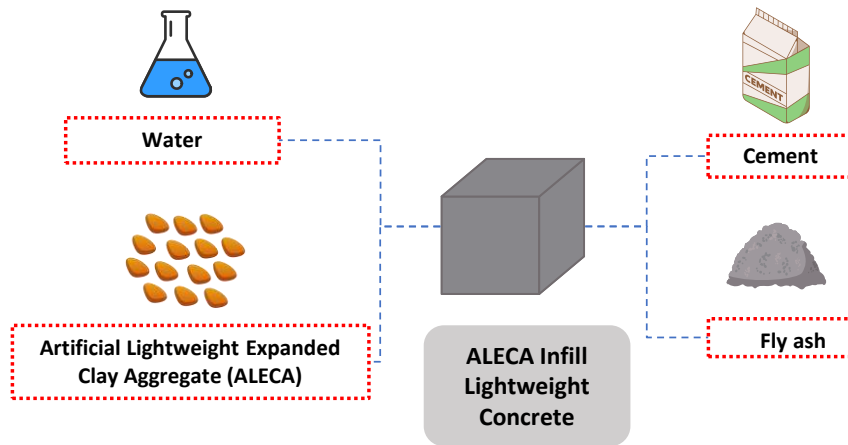 CEMENT
Water
Cement
Artificial Lightweight Expanded
Clay Aggregate (ALECA)
ALECA Infill
Lightweight
Concrete
Fly ash